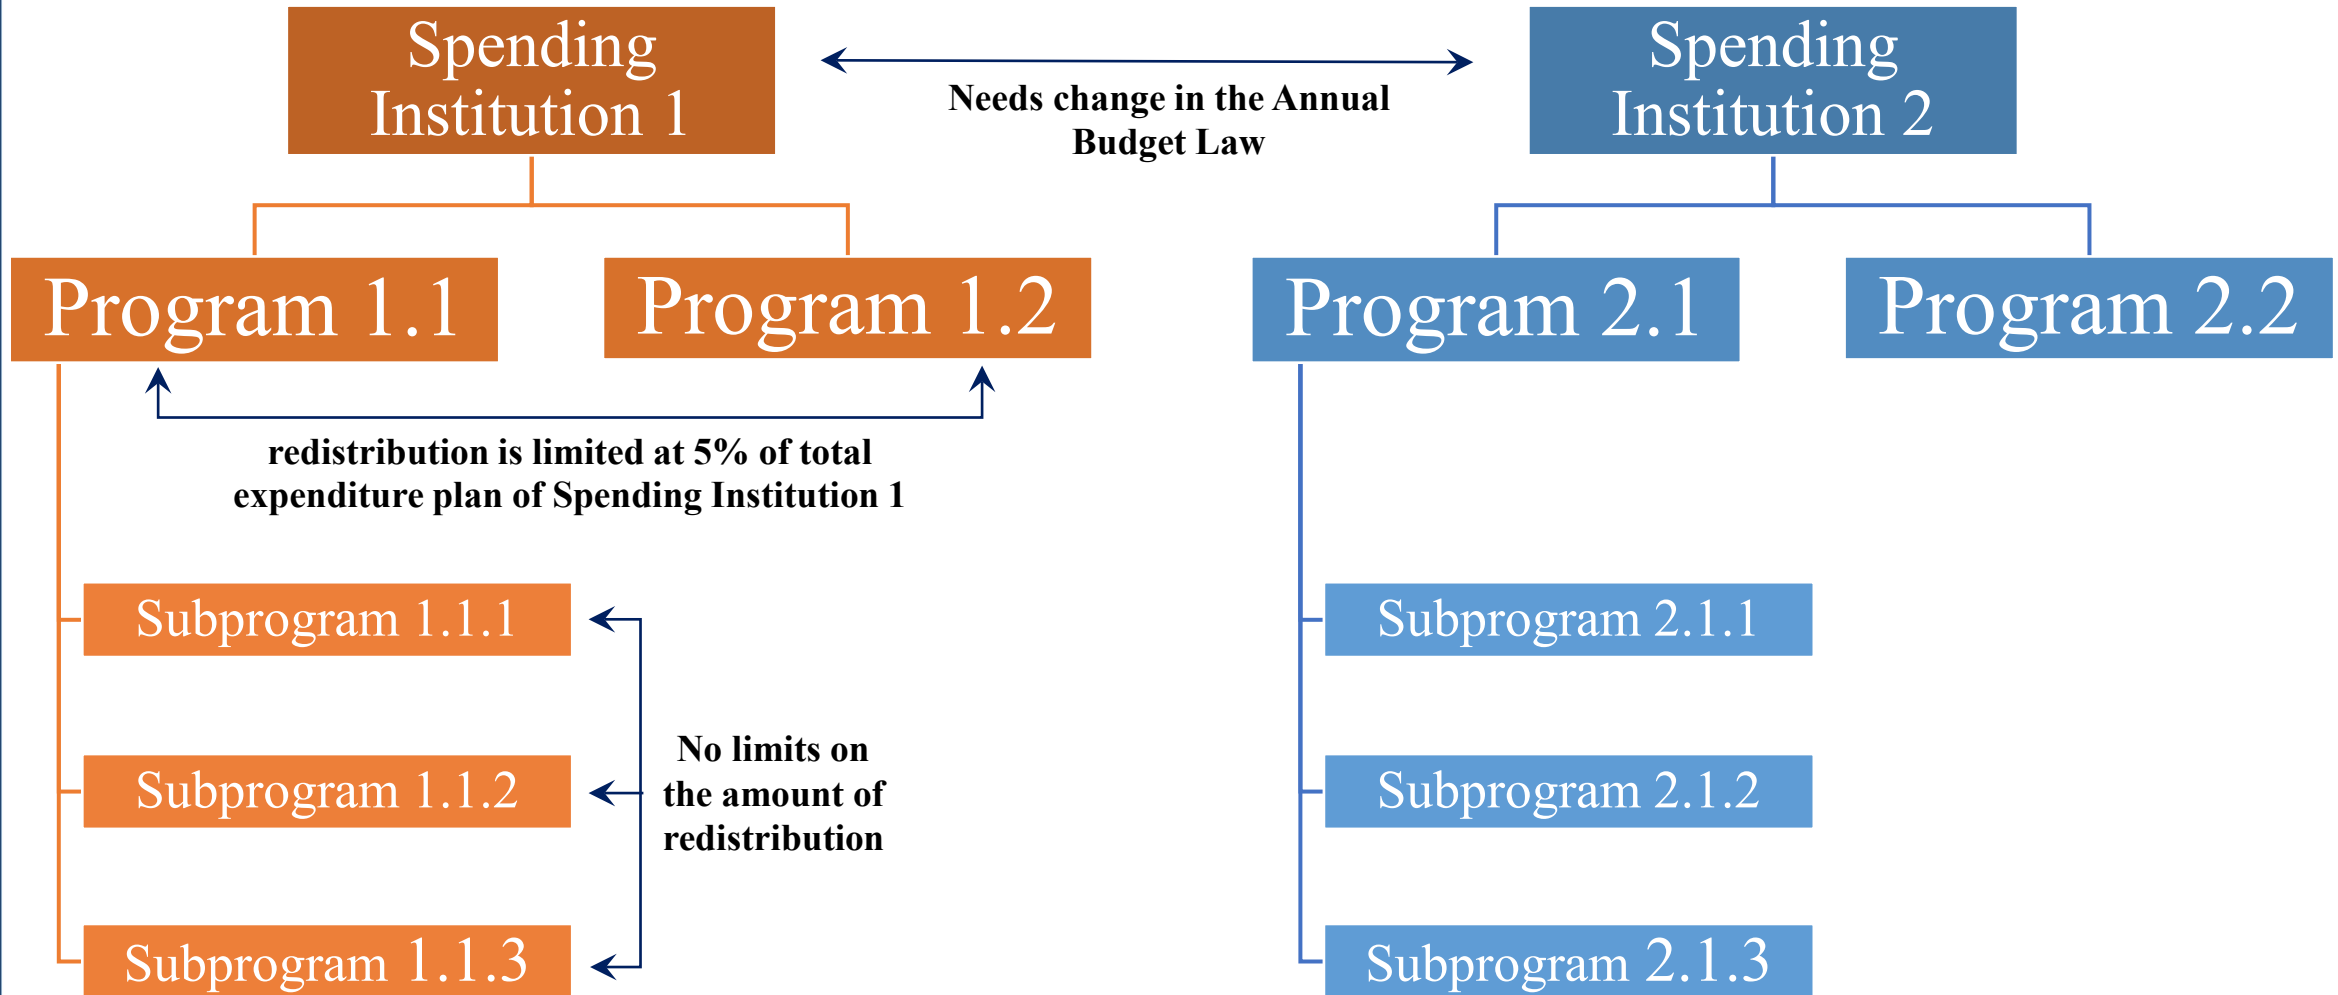 Spending
Institution 1
Needs change in the Annual
Budget Law
Spending
Institution 2
Program 1.1
Program 1.2
Program 2.1
Program 2.2
redistribution is limited at 5% of total
expenditure plan of Spending Institution 1
Subprogram 1.1.1
Subprogram 1.1.2
Subprogram 1.1.3
No limits on
the amount of
redistribution
Subprogram 2.1.1
Subprogram 2.1.2
Subprogram 2.1.3